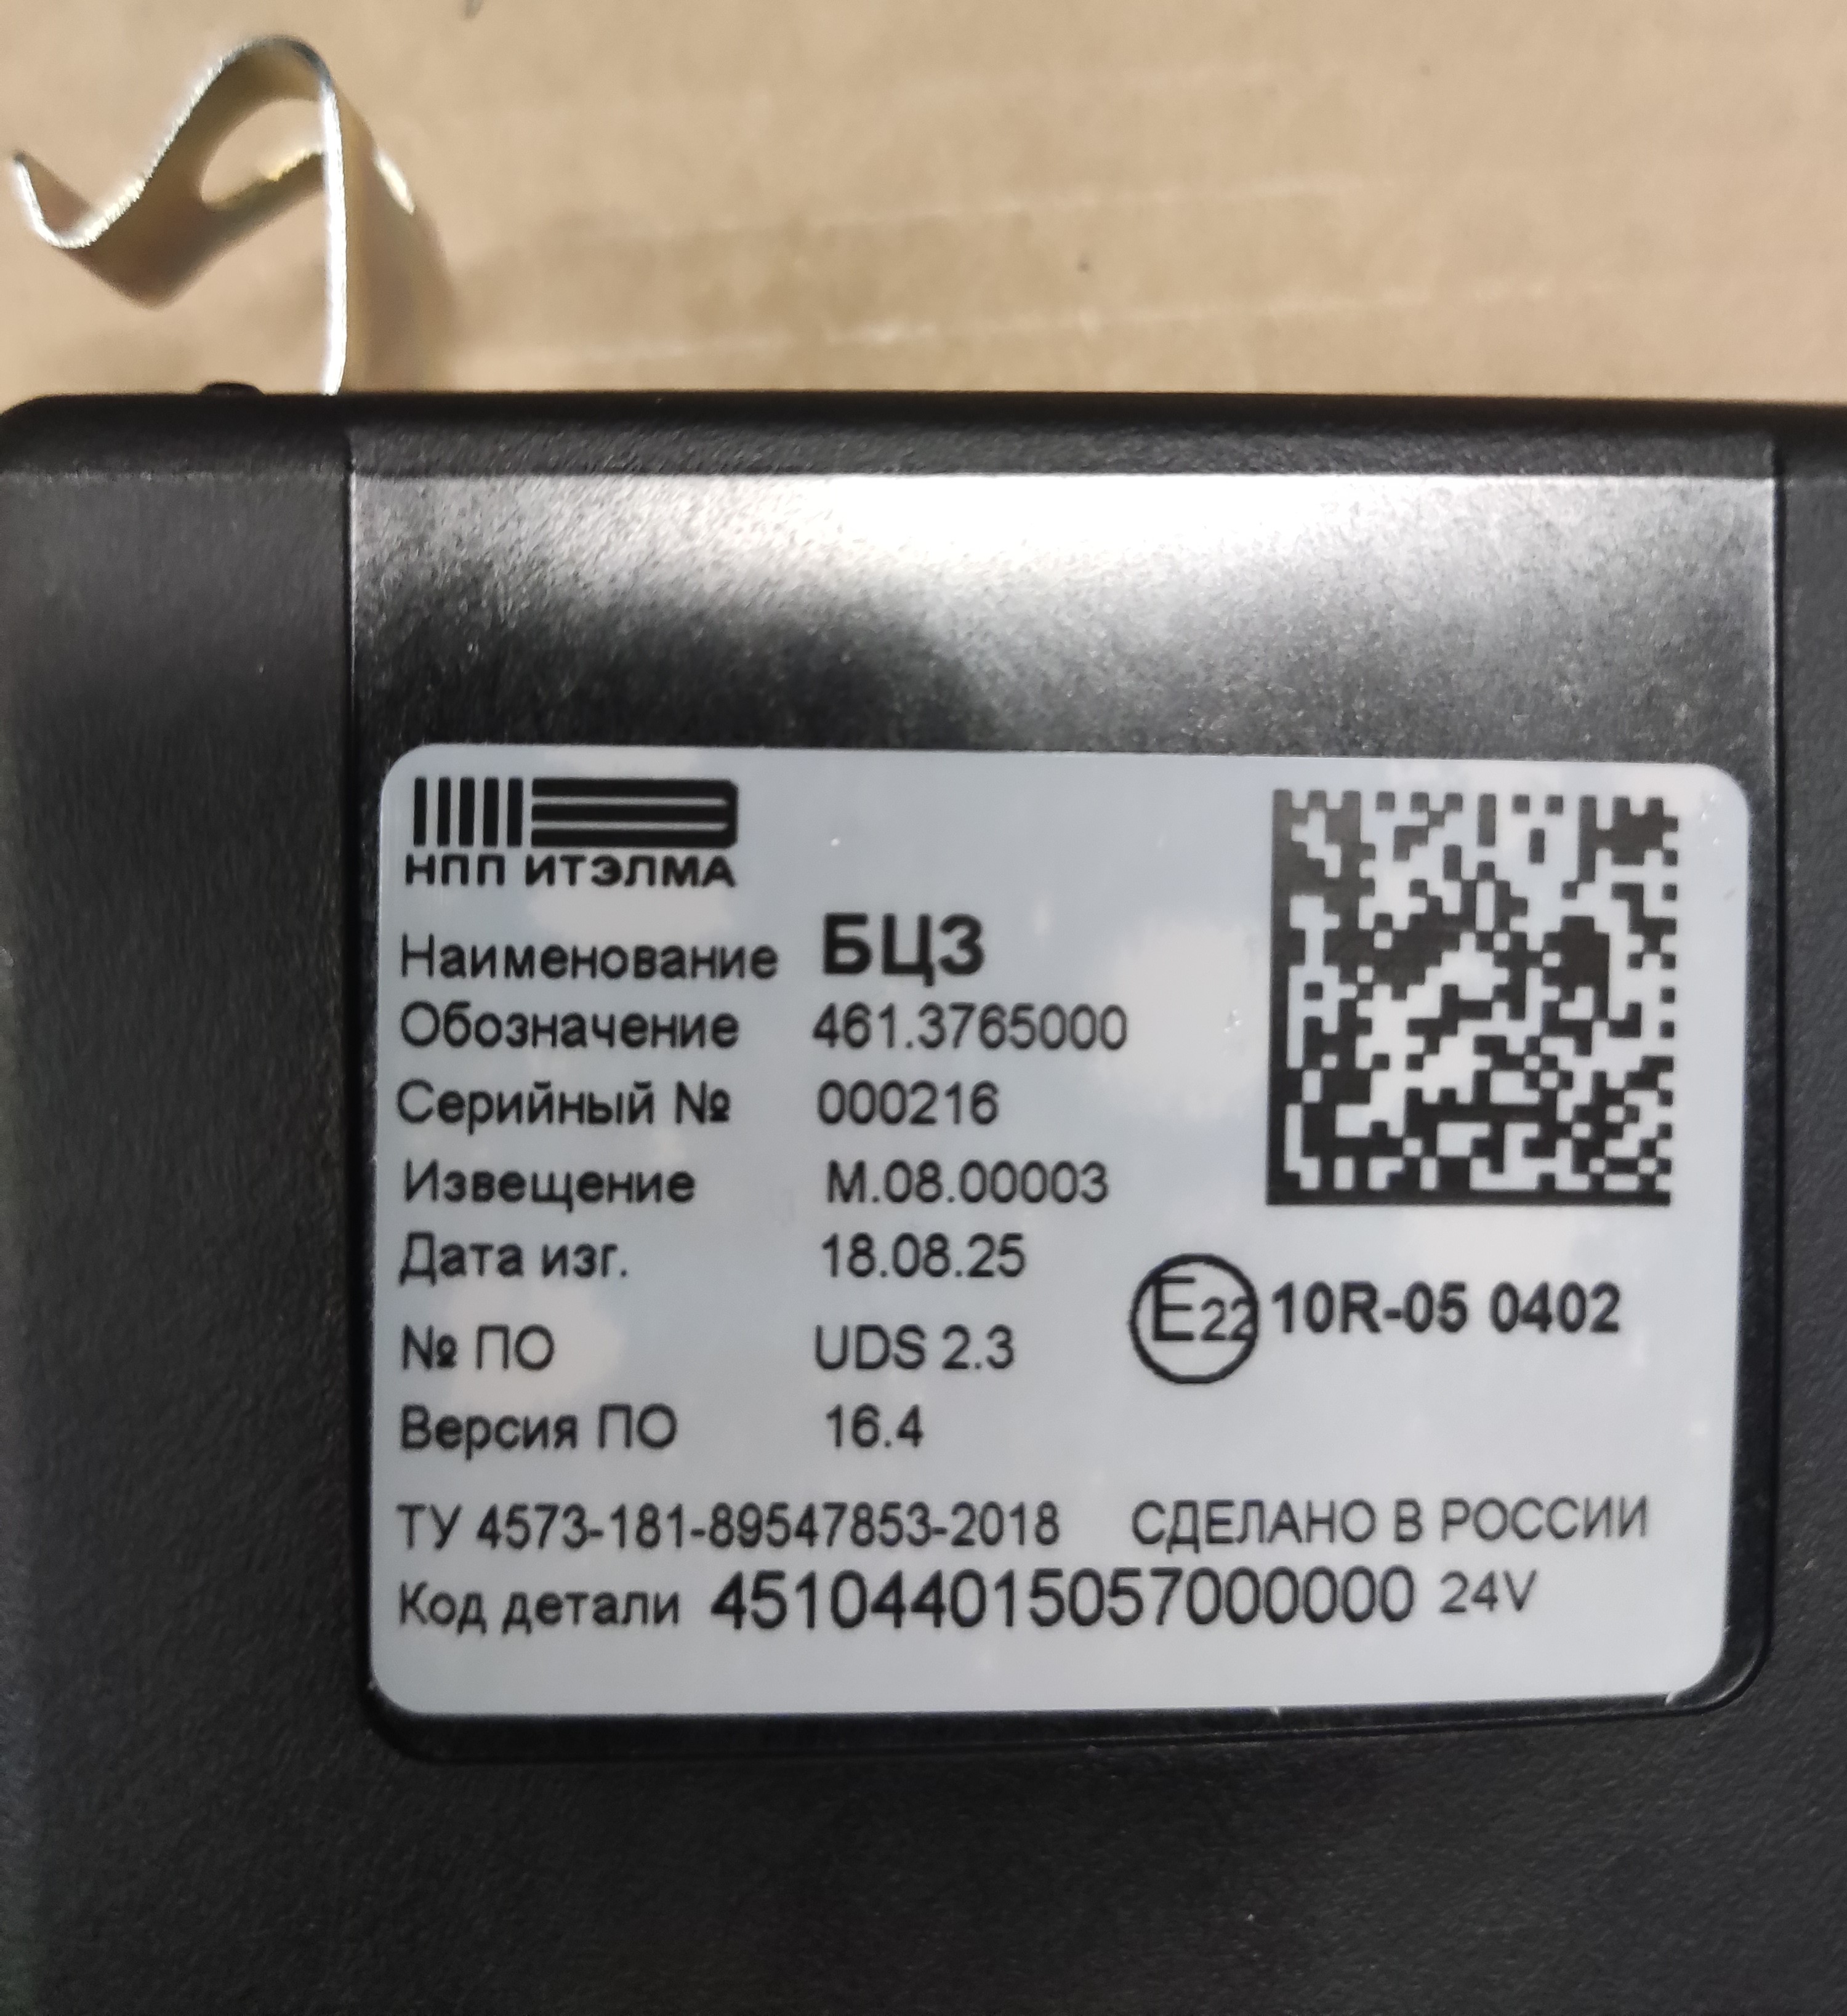 НПП ИТЭЛМА
Наименование БЦЗ
Обозначение 461.3765000
Серийный № 000216
Извещение М.08.00003
Дата изг. 18.08.25
№ ПО UDS 2.3
E22 10R-05 0402
Версия ПО 16.4
ТУ 4573-181-89547853-2018 СДЕЛАНО В РОССИИ
Код детали 451044015057000000 24V